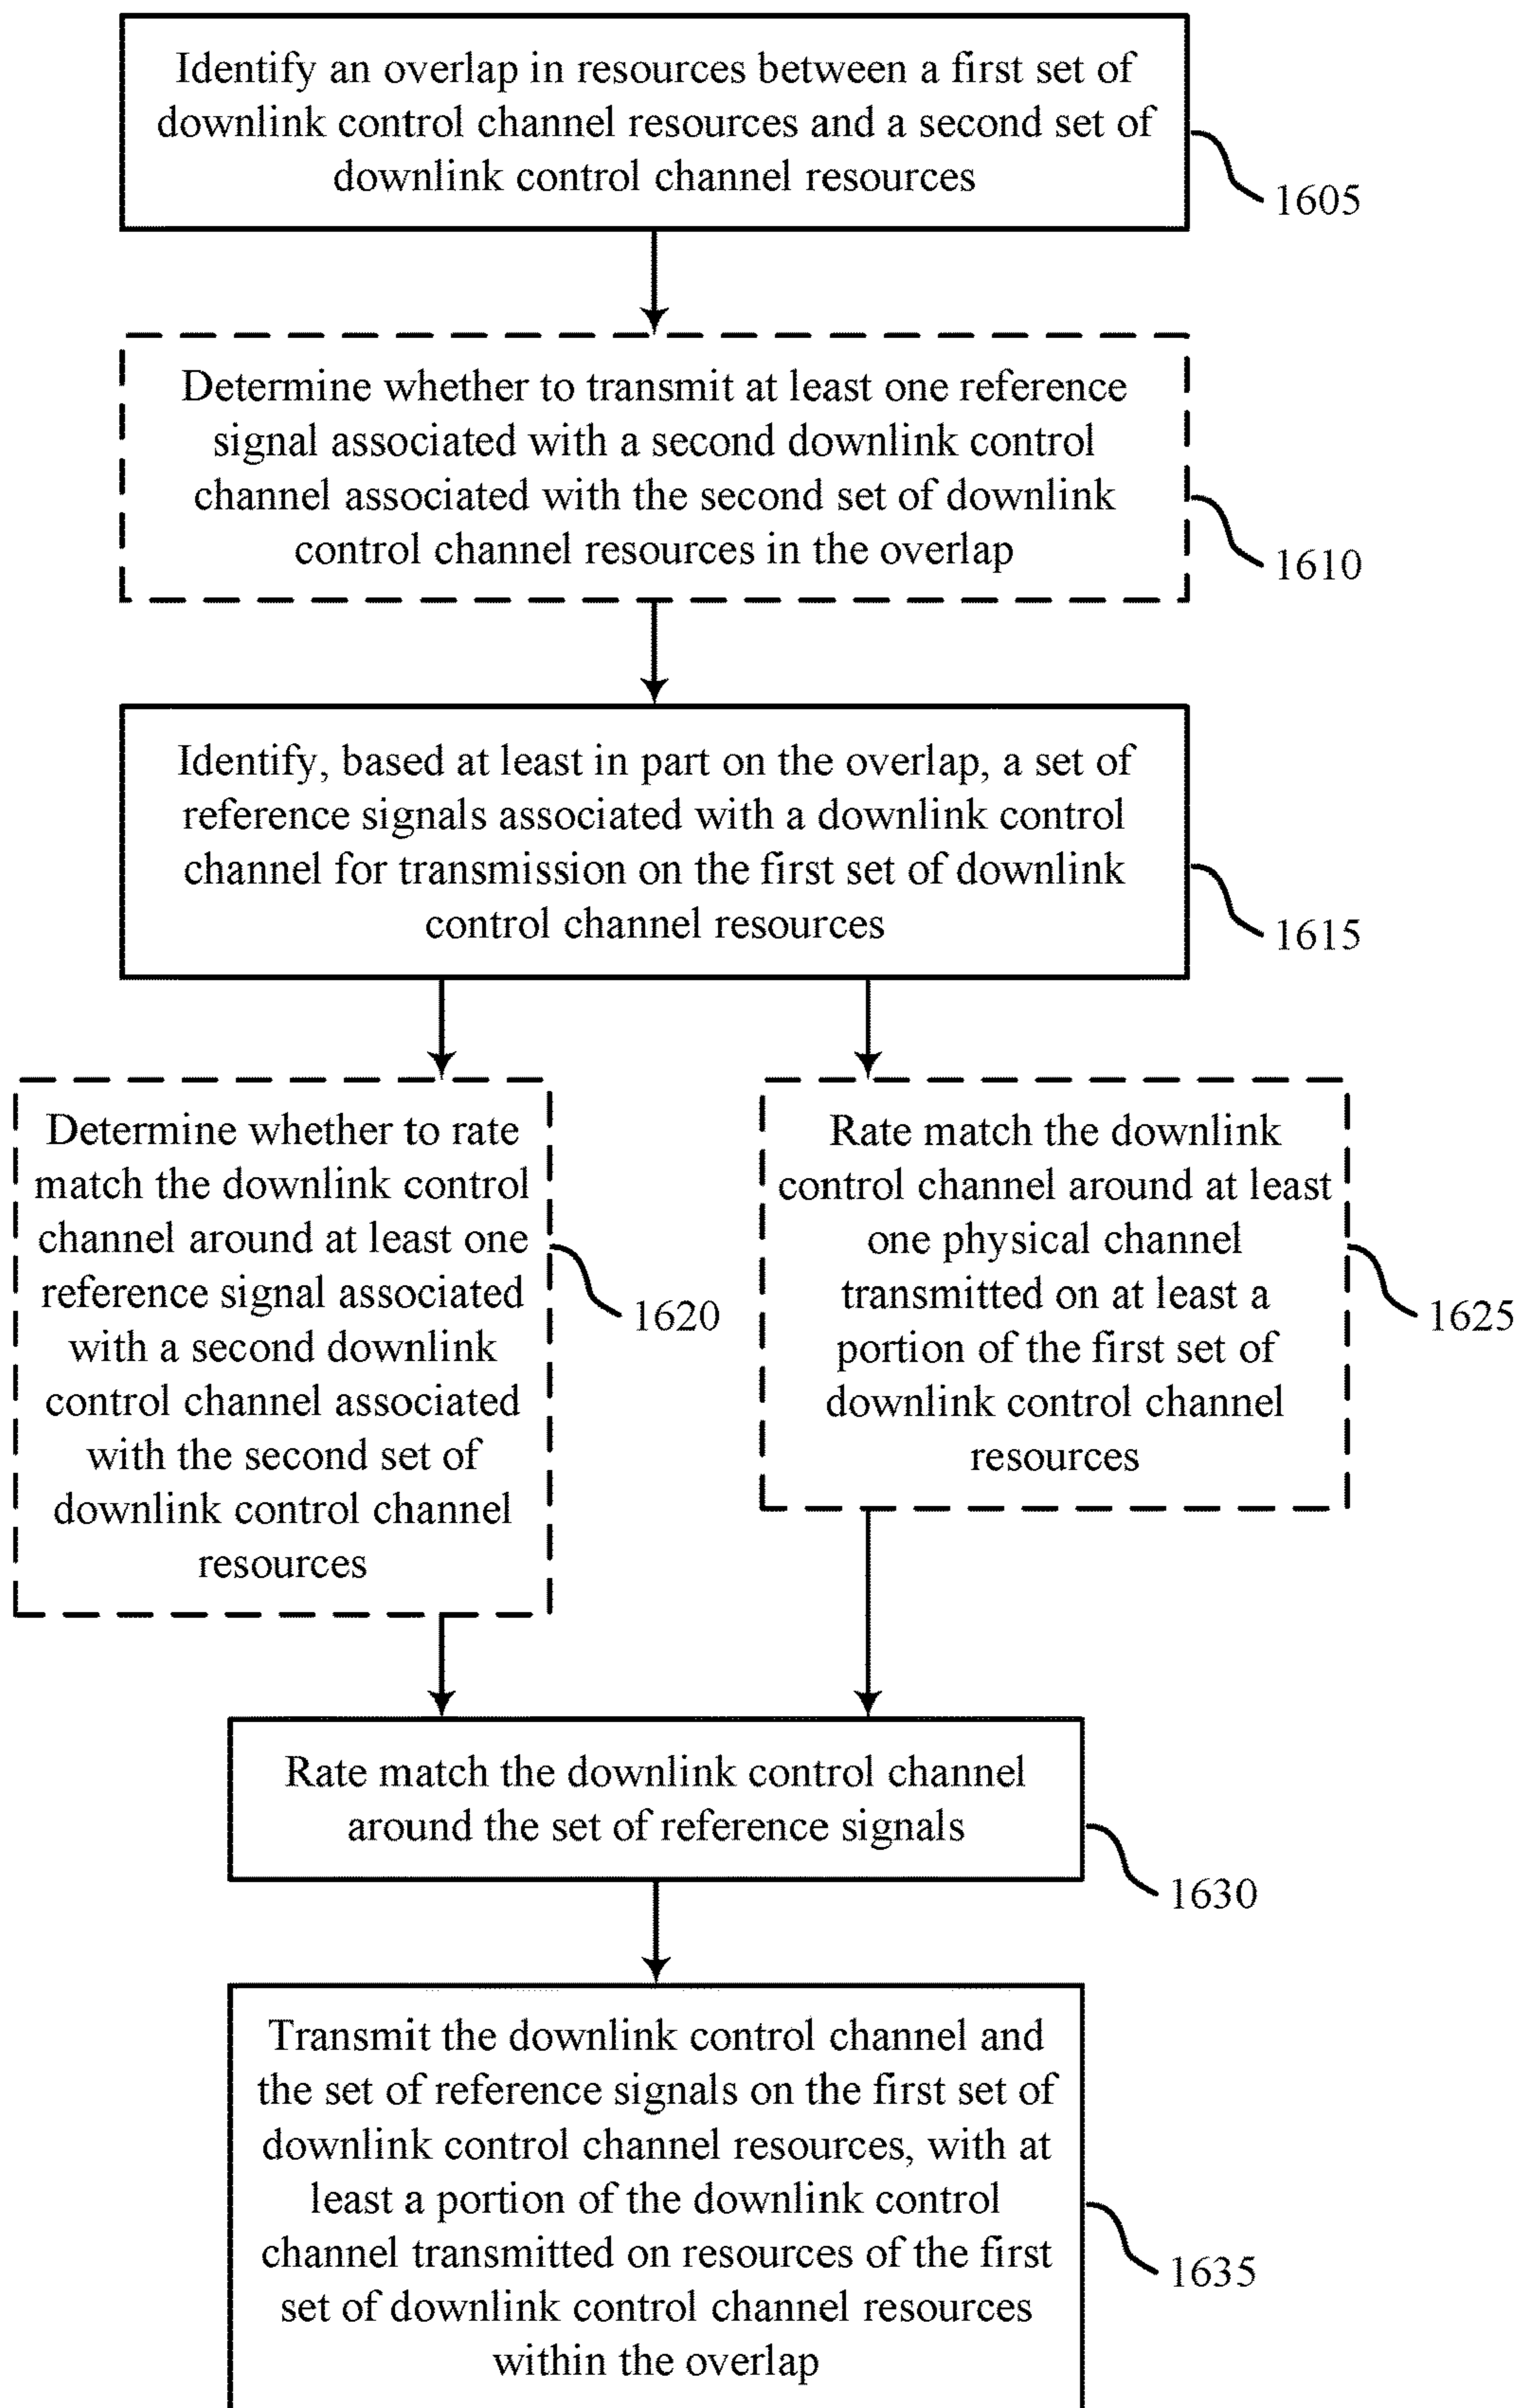 Identify an overlap in resources between a first set of
downlink control channel resources and a second set of
downlink control channel resources
1605
Determine whether to transmit at least one reference
signal associated with a second downlink control
channel associated with the second set of downlink
control channel resources in the overlap
1610
Identify, based at least in part on the overlap, a set of
reference signals associated with a downlink control
channel for transmission on the first set of downlink
control channel resources
1615
Determine whether to rate
match the downlink control
channel around at least one
reference signal associated
with a second downlink
control channel associated
with the second set of
downlink control channel
resources
1620
Rate match the downlink
control channel around at least
one physical channel
transmitted on at least a
portion of the first set of
downlink control channel
resources
1625
Rate match the downlink control channel
around the set of reference signals
1630
Transmit the downlink control channel and
the set of reference signals on the first set of
downlink control channel resources, with at
least a portion of the downlink control
channel transmitted on resources of the first
set of downlink control channel resources
within the overlap
1635